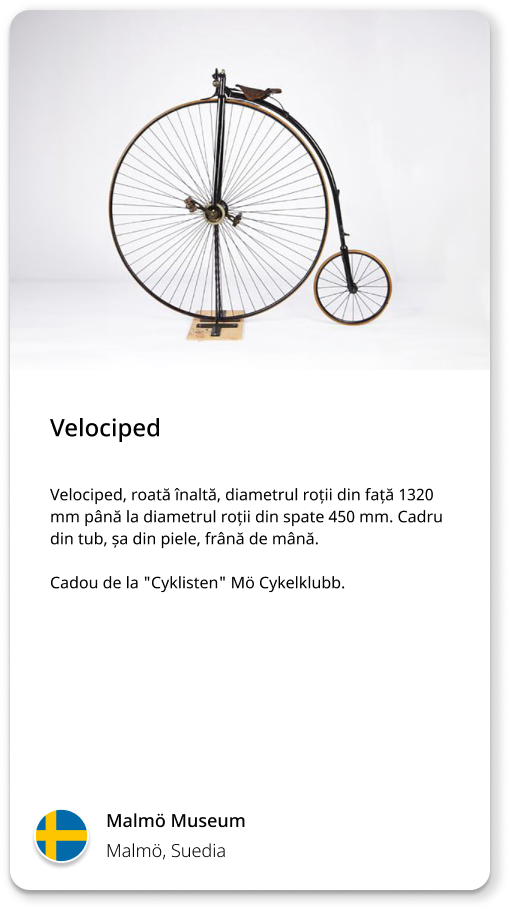 Velociped
Velociped, roată înaltă, diametrul roții din față 1320
mm până la diametrul roții din spate 450 mm. Cadru
din tub, șa din piele, frână de mână.
Cadou de la "Cyklisten" Mö Cykelklubb.
Malmö Museum
Malmö, Suedia